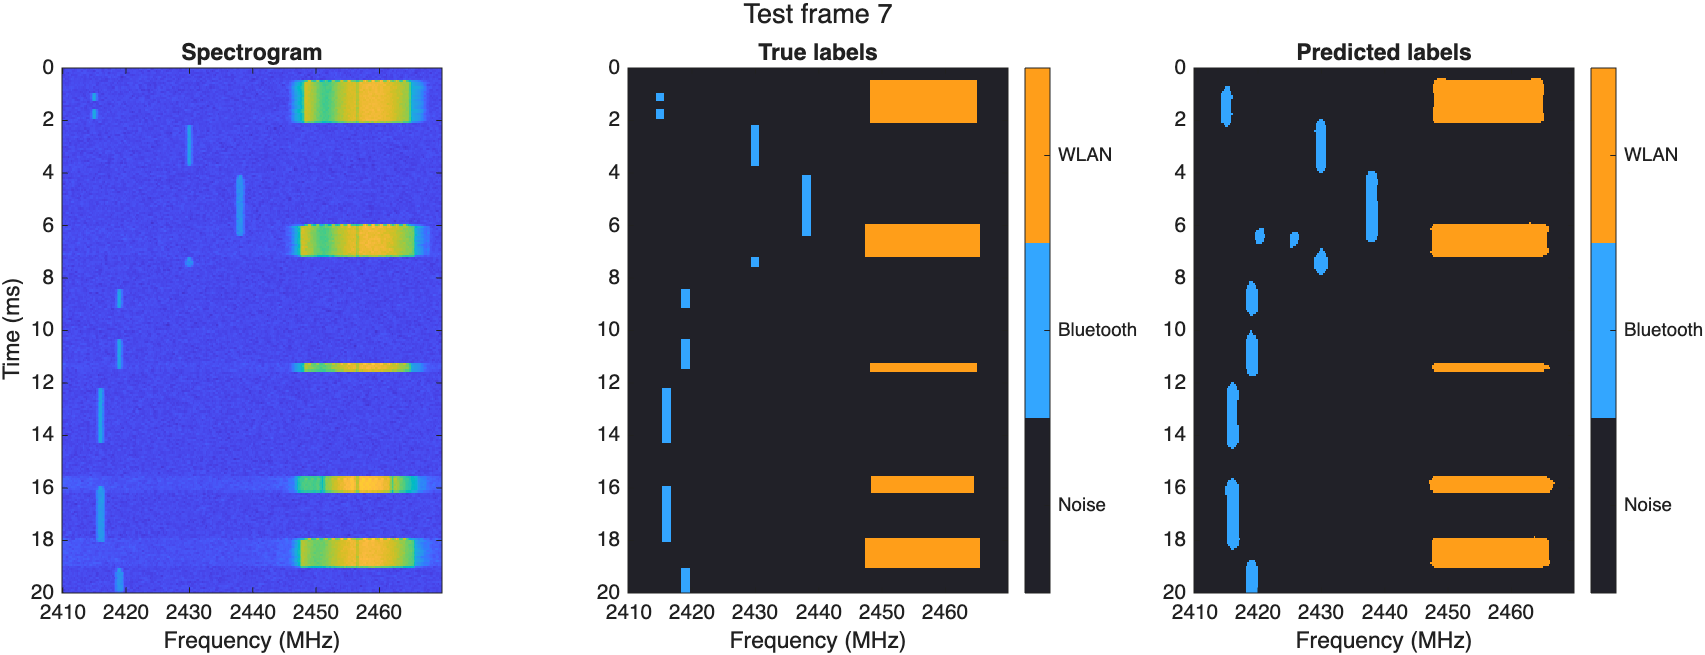 Test frame 7
Spectrogram
True labels
Predicted labels
0
2
4
6
8
10
12
14
16
18
20
Time (ms)
2410 2420 2430 2440 2450 2460
Frequency (MHz)
0
2
4
6
8
10
12
14
16
18
20
2410 2420 2430 2440 2450 2460
Frequency (MHz)
WLAN
Bluetooth
Noise
0
2
4
6
8
10
12
14
16
18
20
2410 2420 2430 2440 2450 2460
Frequency (MHz)
WLAN
Bluetooth
Noise